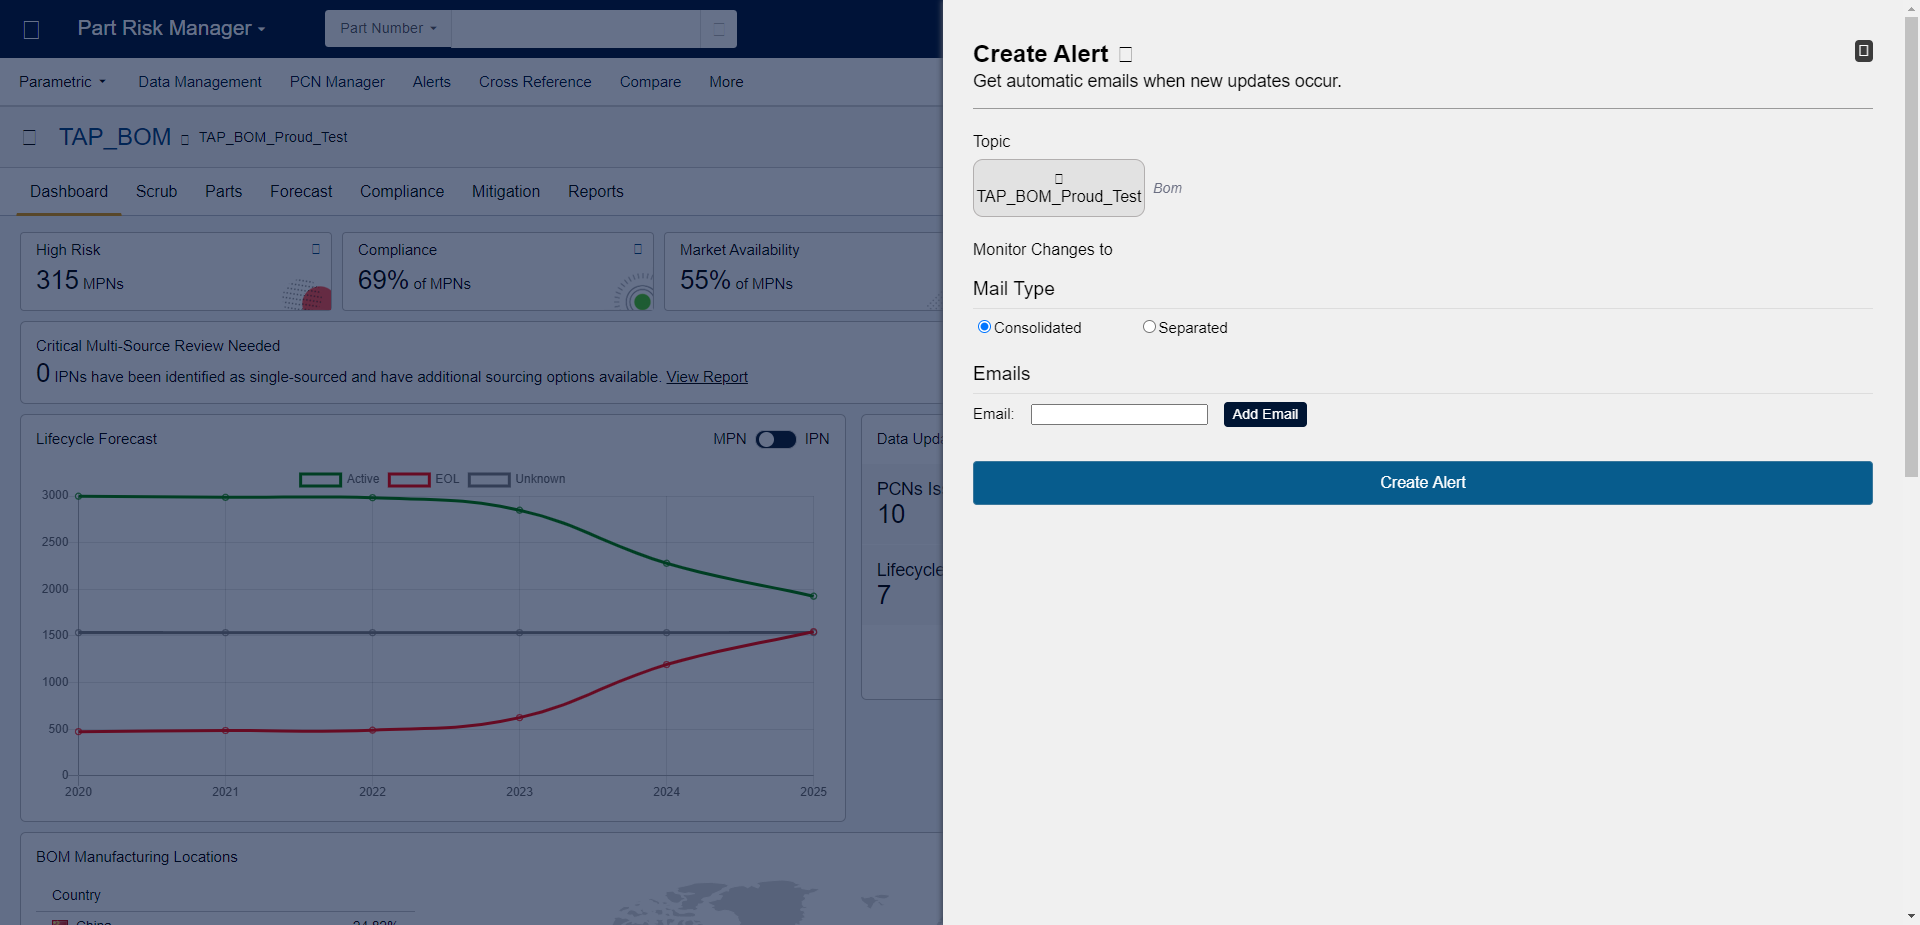 Part Risk Manager
Part Number
Parametric
Data Management
PCN Manager
Alerts
Cross Reference
Compare
More
TAP_BOM
TAP_BOM_Proud_Test
Dashboard
Scrub
Parts
Forecast
Compliance
Mitigation
Reports
High Risk
315 MPNs
Compliance
69% of MPNs
Market Availability
55% of MPNs
Critical Multi-Source Review Needed
0 IPNs have been identified as single-sourced and have additional sourcing options available. View Report
Lifecycle Forecast
MPN
IPN
Active
EOL
Unknown
3000
2500
2000
1500
1000
500
0
2020
2021
2022
2023
2024
2025
Data Upda
PCNs Is
10
Lifecycle
7
BOM Manufacturing Locations
Country
China
Create Alert
Get automatic emails when new updates occur.
Topic
TAP_BOM_Proud_Test
Bom
Monitor Changes to
Mail Type
Consolidated
Separated
Emails
Email:
Add Email
Create Alert